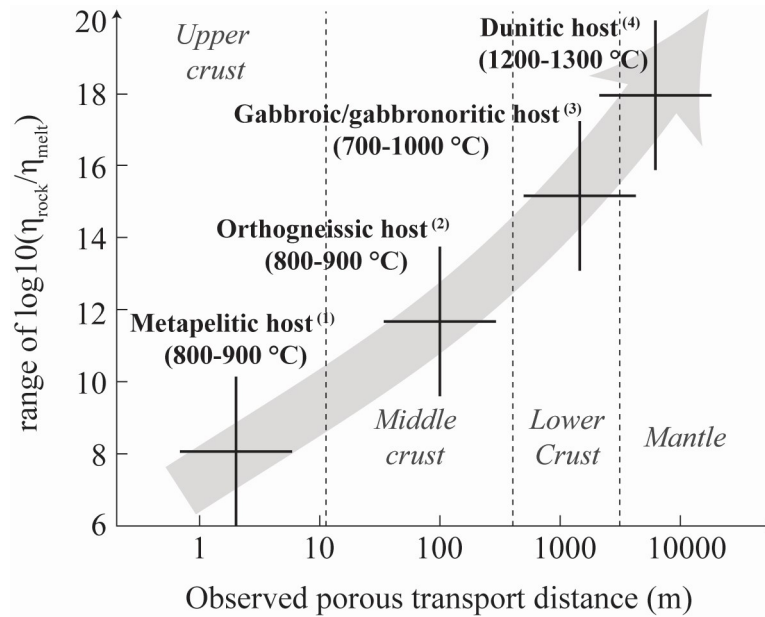 20
18
16
14
12
10
8
6
range of log10(ηrock/ηmelt)
Upper
crust
Dunitic host (4)
(1200-1300 °C)
Gabbroic/gabbronoritic host (3)
(700-1000 °C)
Orthogneissic host (2)
(800-900 °C)
Metapelitic host (1)
(800-900 °C)
Middle
crust
Lower
Crust
Mantle
1 10 100 1000 10000
Observed porous transport distance (m)